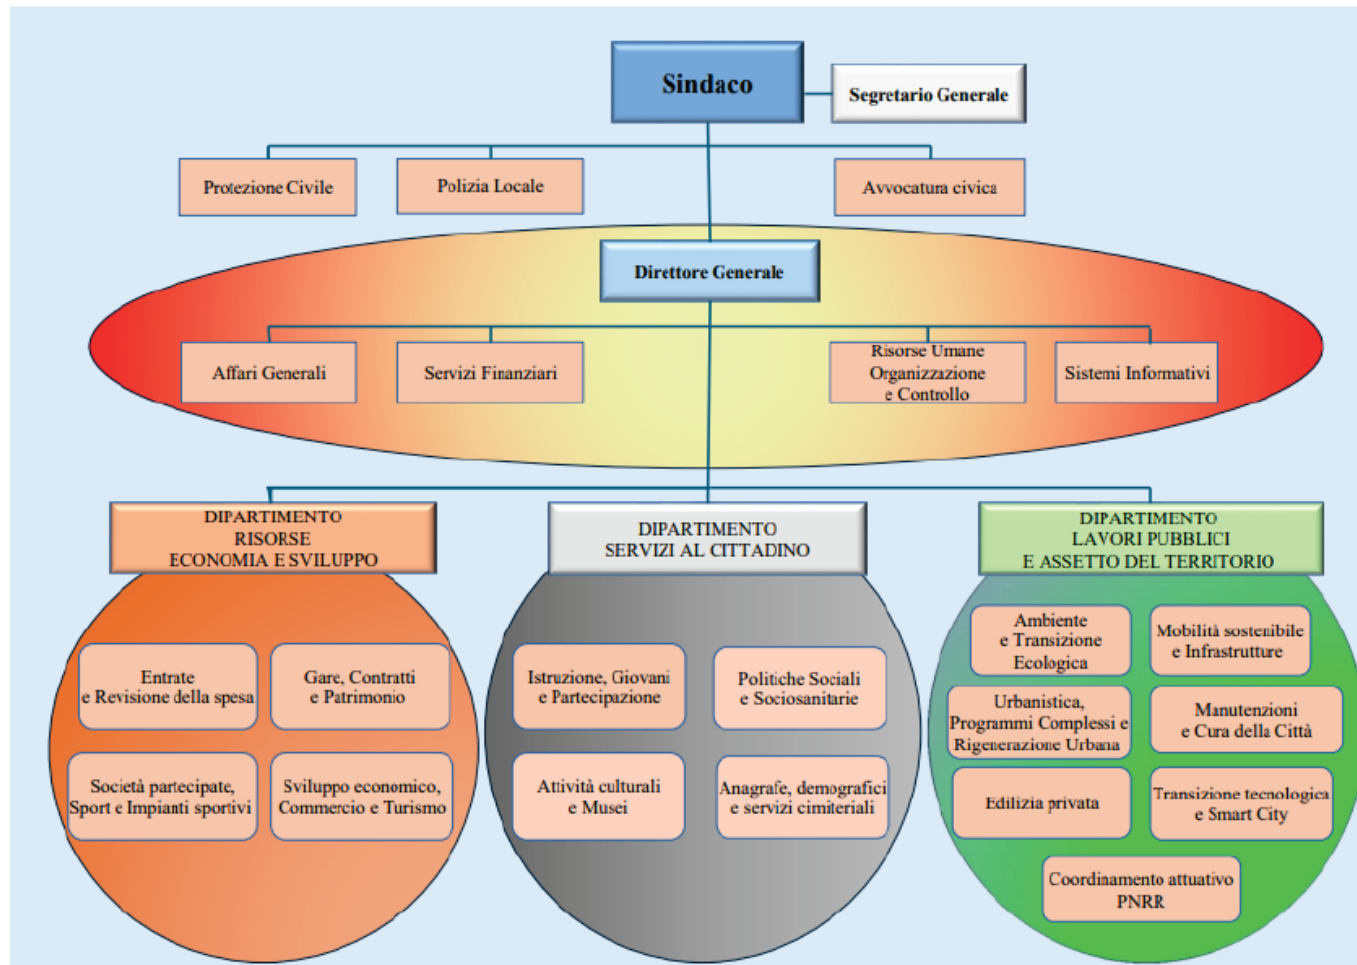 Sindaco
Segretario Generale
Protezione Civile
Polizia Locale
Avvocatura civica
Direttore Generale
Affari Generali
Servizi Finanziari
Risorse Umane
Organizzazione
e Controllo
Sistemi Informativi
DIPARTIMENTO
RISORSE
ECONOMIA E SVILUPPO
DIPARTIMENTO
SERVIZI AL CITTADINO
DIPARTIMENTO
LAVORI PUBBLICI
E ASSETTO DEL TERRITORIO
Entrate
e Revisione della spesa
Gare, Contratti
e Patrimonio
Società partecipate,
Sport e Impianti sportivi
Sviluppo economico,
Commercio e Turismo
Istruzione, Giovani
e Partecipazione
Politiche Sociali
e Sociosanitarie
Attività culturali
e Musei
Anagrafe, demografici
e servizi cimiteriali
Ambiente
e Transizione
Ecologica
Mobilità sostenibile
e Infrastrutture
Urbanistica,
Programmi Complessi e
Rigenerazione Urbana
Manutenzioni
e Cura della Città
Edilizia privata
Transizione tecnologica
e Smart City
Coordinamento attuativo
PNRR